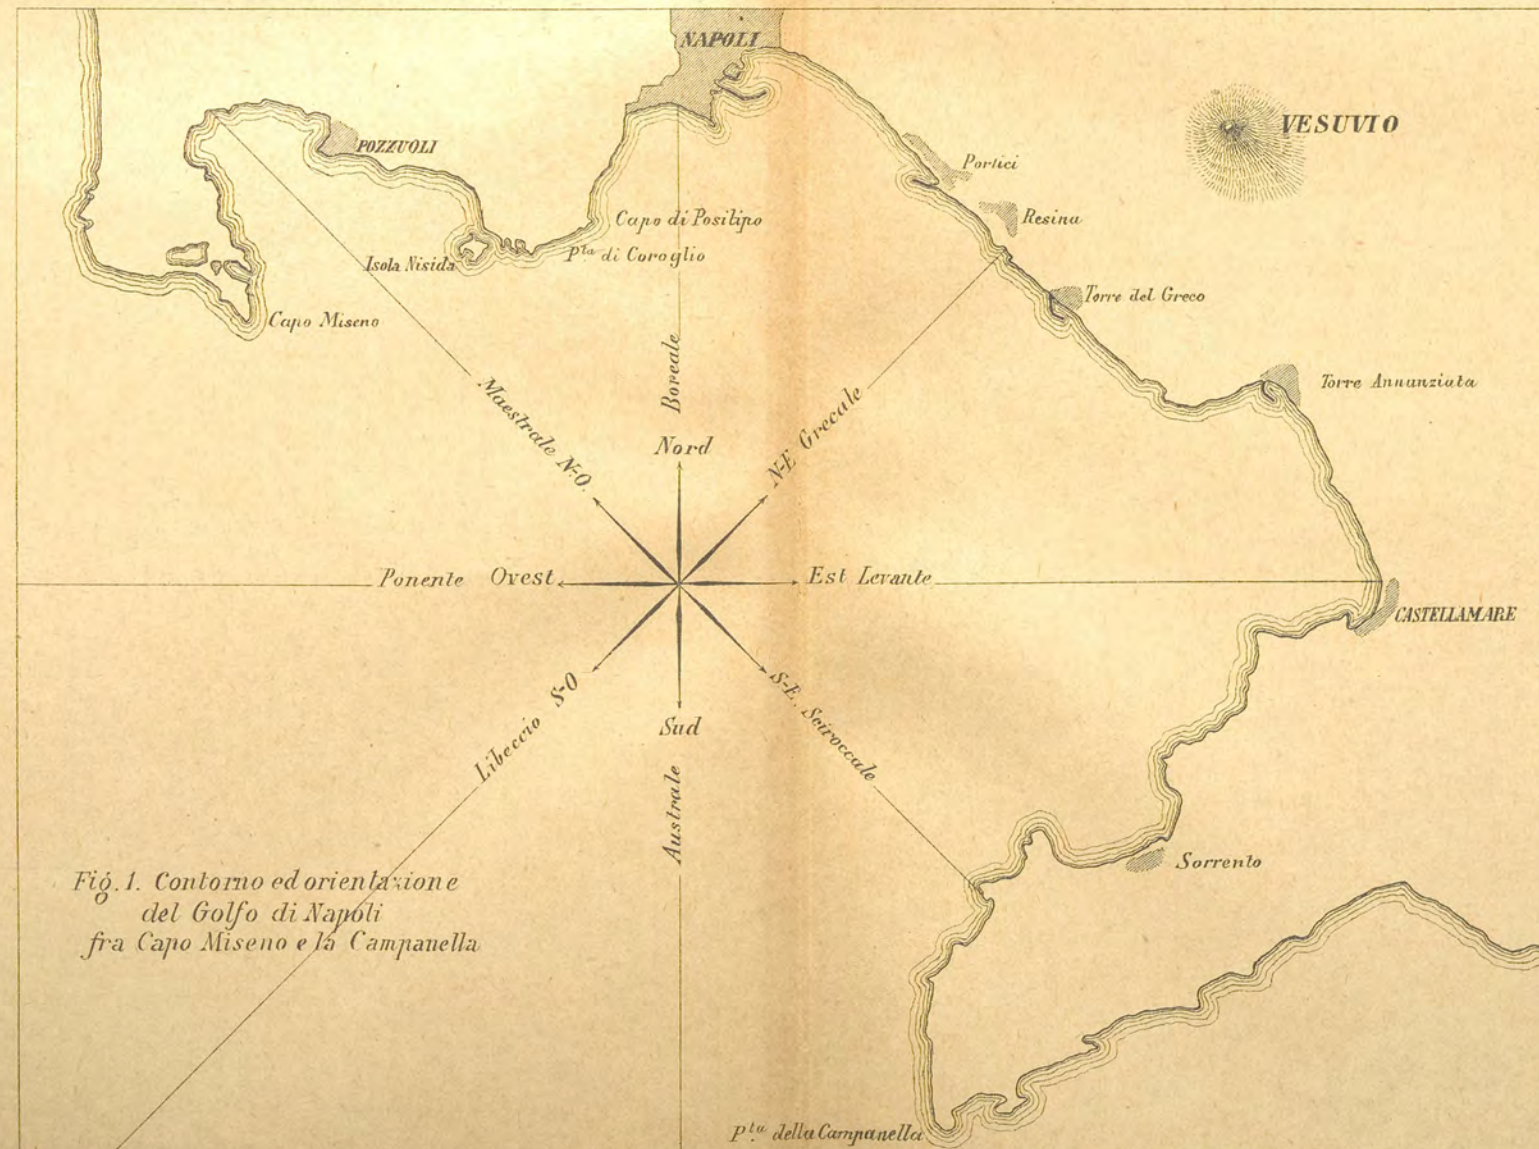 NAPOLI
VESUVIO
POZZUOLI
Portici
Resina
Capo di Posilipo
P.ta di Coroglio
Isola Nisida
Capo Miseno
Torre del Greco
Torre Annunziata
Maestrale N-O.
Boreale
Nord
N-E Grecale
Ponente Ovest
Est Levante
CASTELLAMARE
Libeccio S-O
Sud
Australe
S-E. Sciroccale
Sorrento
Fig. 1. Contorno ed orientazione
del Golfo di Napoli
fra Capo Miseno e la Campanella
P.ta della Campanella